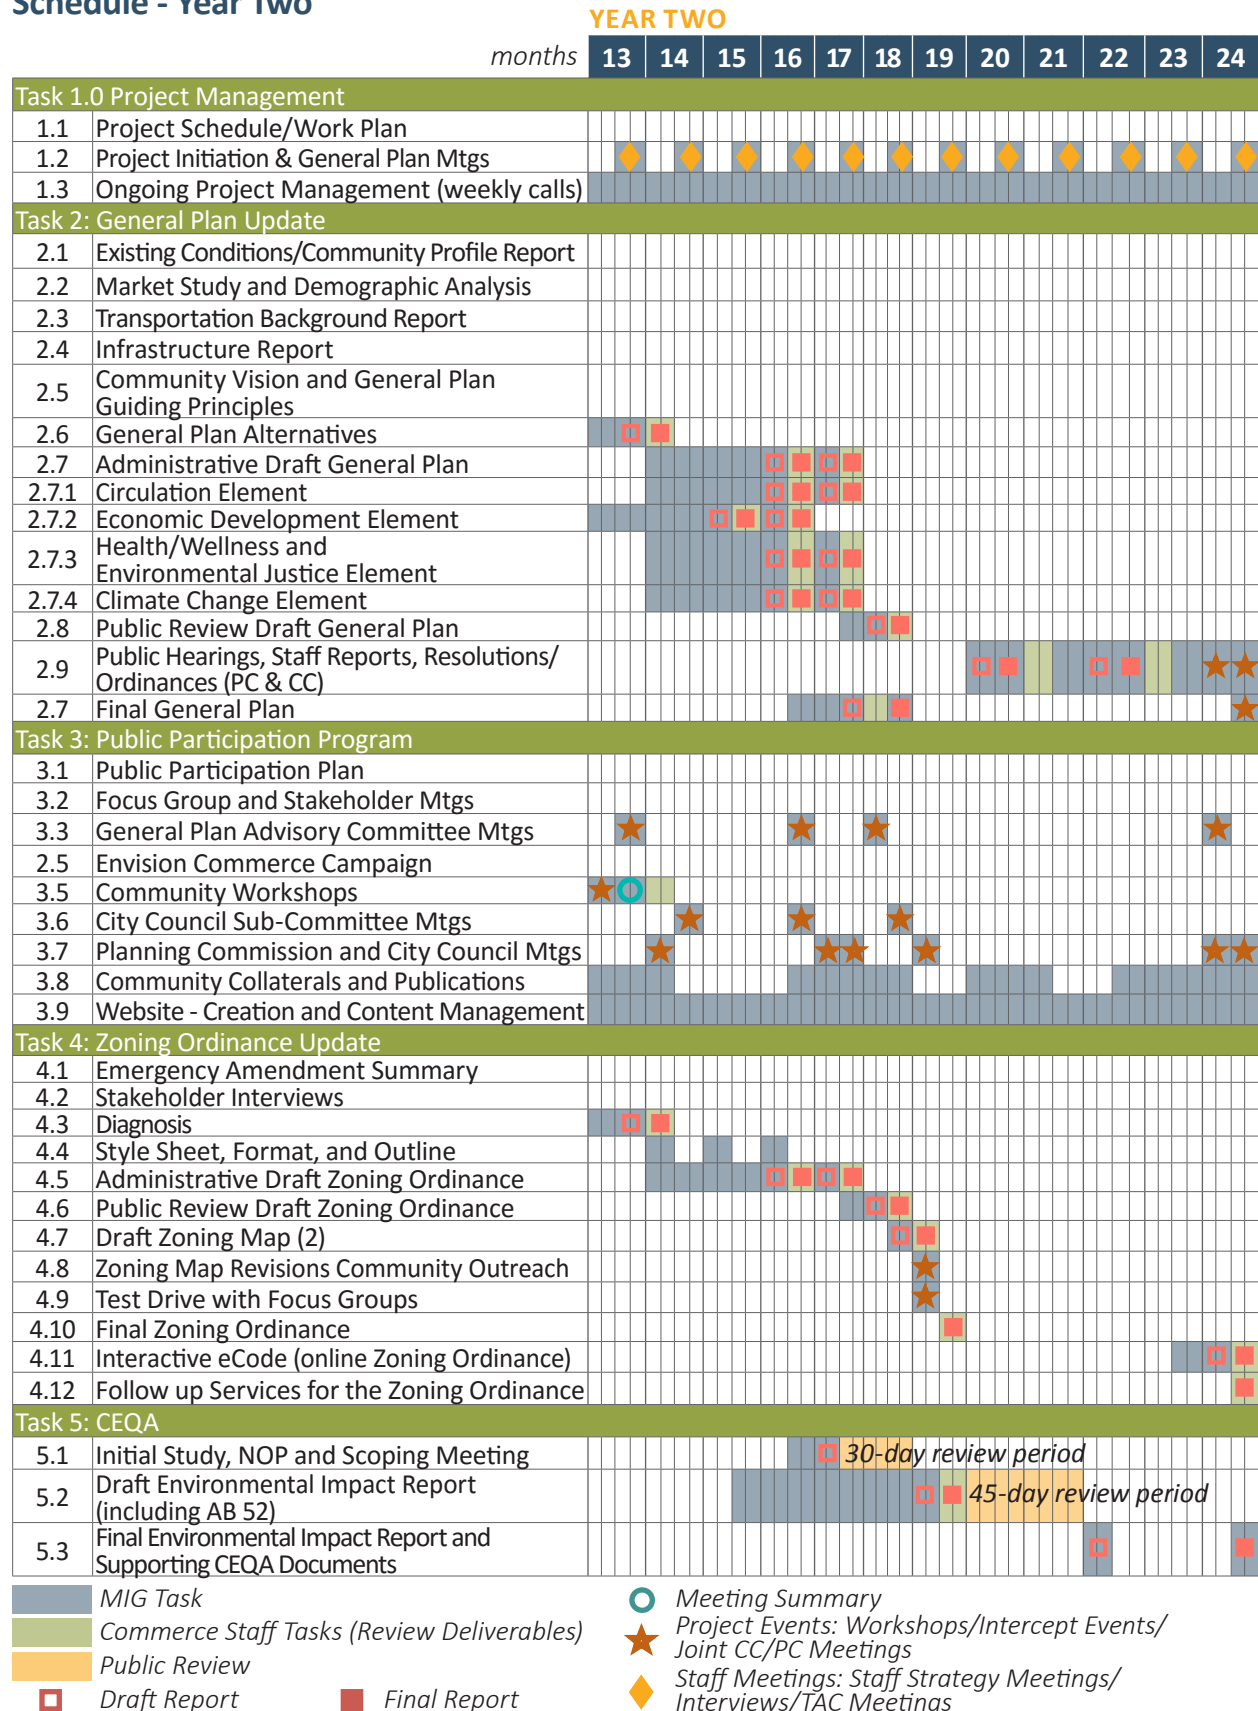 Schedule - Year Two
YEAR TWO
months 13 14 15 16 17 18 19 20 21 22 23 24
Task 1.0 Project Management
1.1 Project Schedule/Work Plan
1.2 Project Initiation & General Plan Mtgs
1.3 Ongoing Project Management (weekly calls)
Task 2: General Plan Update
2.1 Existing Conditions/Community Profile Report
2.2 Market Study and Demographic Analysis
2.3 Transportation Background Report
2.4 Infrastructure Report
2.5 Community Vision and General Plan
Guiding Principles
2.6 General Plan Alternatives
2.7 Administrative Draft General Plan
2.7.1 Circulation Element
2.7.2 Economic Development Element
2.7.3 Health/Wellness and
Environmental Justice Element
2.7.4 Climate Change Element
2.8 Public Review Draft General Plan
2.9 Public Hearings, Staff Reports, Resolutions/
Ordinances (PC & CC)
2.7 Final General Plan
Task 3: Public Participation Program
3.1 Public Participation Plan
3.2 Focus Group and Stakeholder Mtgs
3.3 General Plan Advisory Committee Mtgs
2.5 Envision Commerce Campaign
3.5 Community Workshops
3.6 City Council Sub-Committee Mtgs
3.7 Planning Commission and City Council Mtgs
3.8 Community Collaterals and Publications
3.9 Website - Creation and Content Management
Task 4: Zoning Ordinance Update
4.1 Emergency Amendment Summary
4.2 Stakeholder Interviews
4.3 Diagnosis
4.4 Style Sheet, Format, and Outline
4.5 Administrative Draft Zoning Ordinance
4.6 Public Review Draft Zoning Ordinance
4.7 Draft Zoning Map (2)
4.8 Zoning Map Revisions Community Outreach
4.9 Test Drive with Focus Groups
4.10 Final Zoning Ordinance
4.11 Interactive eCode (online Zoning Ordinance)
4.12 Follow up Services for the Zoning Ordinance
Task 5: CEQA
5.1 Initial Study, NOP and Scoping Meeting 30-day review period
5.2 Draft Environmental Impact Report
(including AB 52) 45-day review period
5.3 Final Environmental Impact Report and
Supporting CEQA Documents
MIG Task
Commerce Staff Tasks (Review Deliverables)
Public Review
Draft Report Final Report
Meeting Summary
Project Events: Workshops/Intercept Events/
Joint CC/PC Meetings
Staff Meetings: Staff Strategy Meetings/
Interviews/TAC Meetings